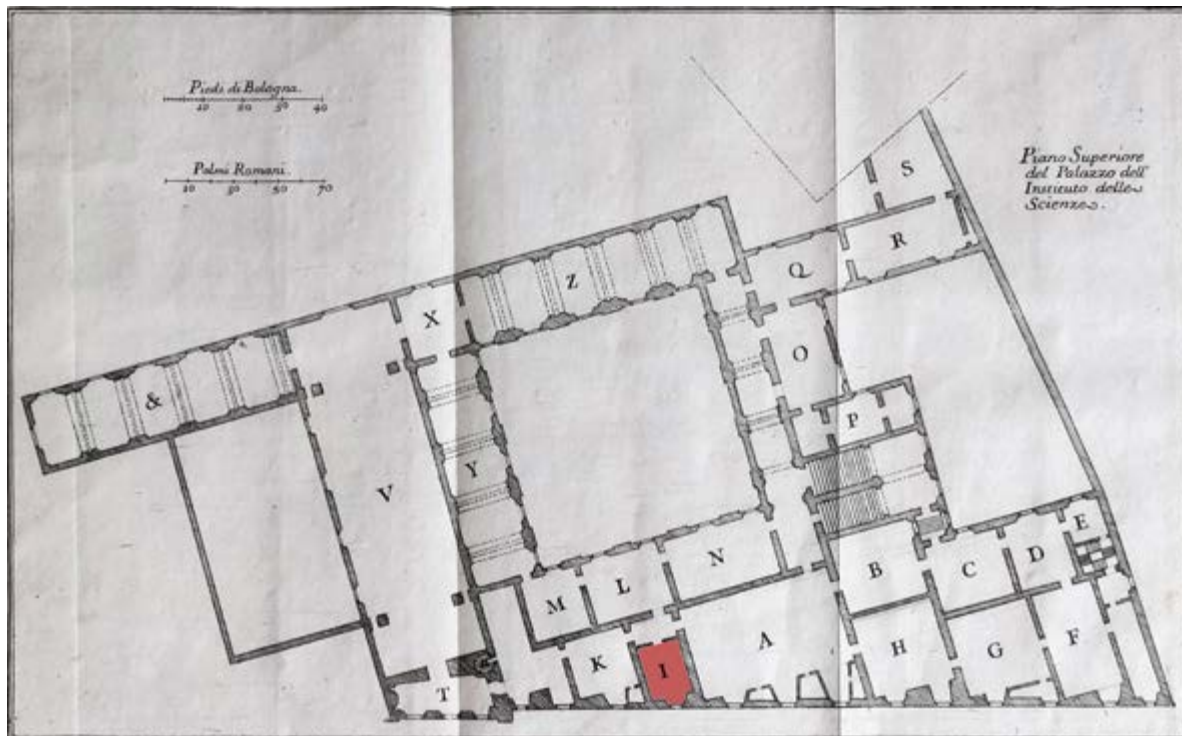 Piedi di Bologna.
10 20 30 40
Palmi Romani.
10 30 50 70
Piano Superiore
del Palazzo dell'
Instituto delle
Scienze.
S
R
Q
Z
X
O
&
P
Y
V
E
N
B
C
D
L
M
A
H
G
F
K
I
T